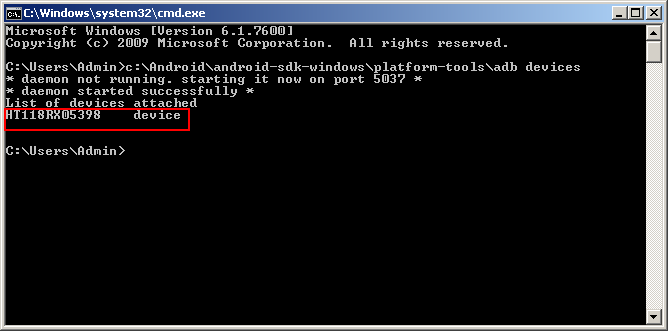 C:\Windows\system32\cmd.exe
Microsoft Windows [Version 6.1.7600]
Copyright (c) 2009 Microsoft Corporation.  All rights reserved.
C:\Users\Admin>c:\Android\android-sdk-windows\platform-tools\adb devices
* daemon not running. starting it now on port 5037 *
* daemon started successfully *
List of devices attached
HT118RX05398    device
C:\Users\Admin>